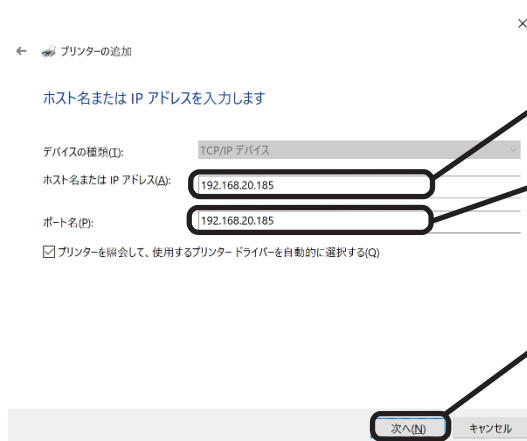 プリンターの追加
ホスト名または IP アドレスを入力します
デバイスの種類(T): TCP/IP デバイス
ホスト名または IP アドレス(A): 192.168.20.185
ポート名(P): 192.168.20.185
プリンターを照会して、使用するプリンター ドライバーを自動的に選択する(Q)
次へ(N) キャンセル